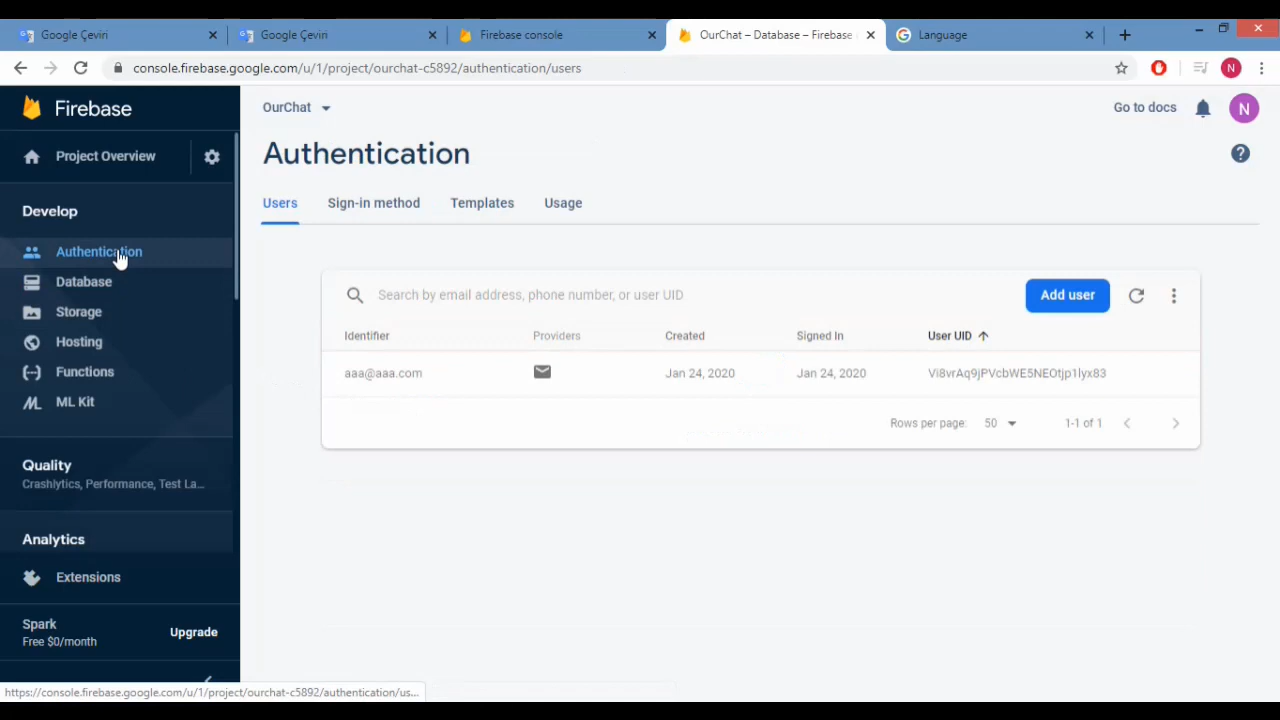 Google Çeviri
Google Çeviri
Firebase console
OurChat – Database – Firebase
Language
console.firebase.google.com/u/1/project/ourchat-c5892/authentication/users
N
Firebase
OurChat
Go to docs
N
Project Overview
Authentication
Develop
Users
Sign-in method
Templates
Usage
Authentication
Database
Storage
Hosting
Functions
ML Kit
Search by email address, phone number, or user UID
Add user
Identifier
Providers
Created
Signed In
User UID
aaa@aaa.com
Jan 24, 2020
Jan 24, 2020
Vi8vrAq9jPVcbWE5NEOtjp1lyx83
Rows per page:
50
1-1 of 1
Quality
Crashlytics, Performance, Test La...
Analytics
Extensions
Spark
Free $0/month
Upgrade
https://console.firebase.google.com/u/1/project/ourchat-c5892/authentication/us...